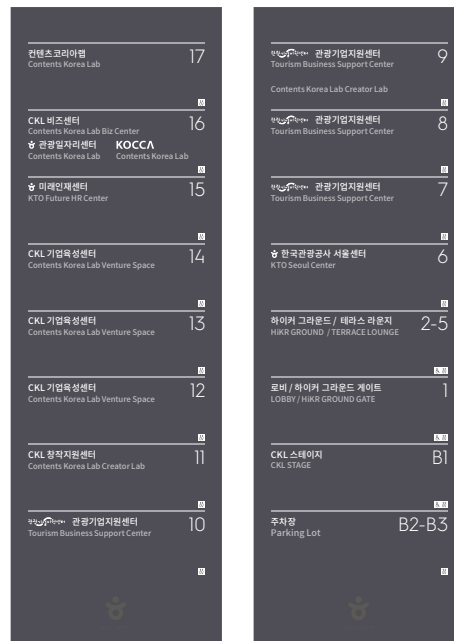 컨텐츠코리아랩 17
Contents Korea Lab
CKL 비즈센터 16
Contents Korea Lab Biz Center
관광일자리센터 KOCCA
Contents Korea Lab Contents Korea Lab
미래인재센터 15
KTO Future HR Center
CKL 기업육성센터 14
Contents Korea Lab Venture Space
CKL 기업육성센터 13
Contents Korea Lab Venture Space
CKL 기업육성센터 12
Contents Korea Lab Venture Space
CKL 창작지원센터 11
Contents Korea Lab Creator Lab
관광기업지원센터 10
Tourism Business Support Center
관광기업지원센터 9
Tourism Business Support Center
Contents Korea Lab Creator Lab
관광기업지원센터 8
Tourism Business Support Center
관광기업지원센터 7
Tourism Business Support Center
한국관광공사 서울센터 6
KTO Seoul Center
하이커 그라운드 / 테라스 라운지 2-5
HiKR GROUND / TERRACE LOUNGE
로비 / 하이커 그라운드 게이트 1
LOBBY / HiKR GROUND GATE
CKL 스테이지 B1
CKL STAGE
주차장 B2-B3
Parking Lot